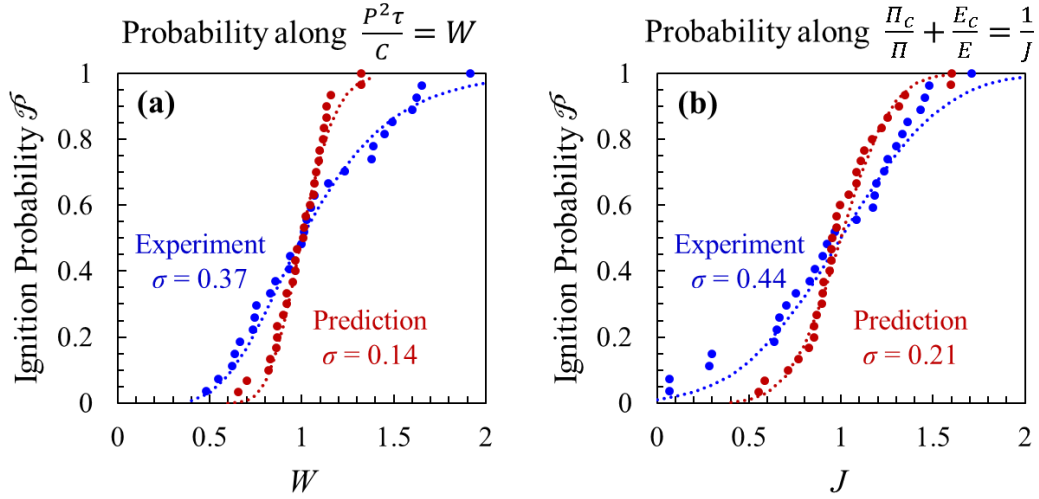 Probability along P²τ/C = W
(a)
Ignition Probability 𝒫
1
0.8
0.6
0.4
0.2
0
Experiment
σ = 0.37
Prediction
σ = 0.14
0 0.5 1 1.5 2
W
Probability along Π_C/Π + E_C/E = 1/J
(b)
Ignition Probability 𝒫
1
0.8
0.6
0.4
0.2
0
Experiment
σ = 0.44
Prediction
σ = 0.21
0 0.5 1 1.5 2
J